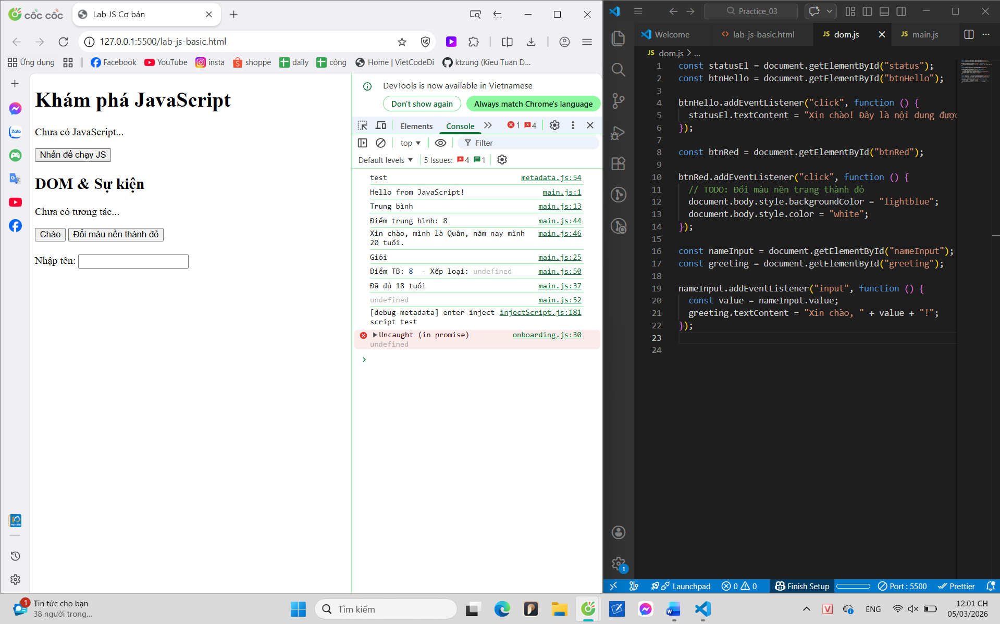 cốc cốc
Lab JS Cơ bản
127.0.0.1:5500/lab-js-basic.html
Ứng dụng
Facebook
YouTube
insta
shoppe
daily
công
Home | VietCodeDi
ktzung (Kieu Tuan D...
Zalo
Khám phá JavaScript
Chưa có JavaScript...
Nhấn để chạy JS
DOM & Sự kiện
Chưa có tương tác...
Chào
Đổi màu nền thành đỏ
Nhập tên:
DevTools is now available in Vietnamese
Don't show again
Always match Chrome's language
Elements
Console
1
4
top
Filter
Default levels
5 Issues:
4
1
test metadata.js:54
Hello from JavaScript! main.js:1
Trung bình main.js:13
Điểm trung bình: 8 main.js:44
Xin chào, mình là Quân, năm nay mình main.js:46
20 tuổi.
Giỏi main.js:25
Điểm TB: 8 - Xếp loại: undefined main.js:50
Đã đủ 18 tuổi main.js:37
undefined main.js:52
[debug-metadata] enter inject injectScript.js:181
script test
Uncaught (in promise) onboarding.js:30
undefined
Practice_03
Welcome
lab-js-basic.html
JS dom.js
JS main.js
JS dom.js > ...
1 const statusEl = document.getElementById("status");
2 const btnHello = document.getElementById("btnHello");
3
4 btnHello.addEventListener("click", function () {
5 statusEl.textContent = "Xin chào! Đây là nội dung được
6 });
7
8 const btnRed = document.getElementById("btnRed");
9
10 btnRed.addEventListener("click", function () {
11 // TODO: Đổi màu nền trang thành đỏ
12 document.body.style.backgroundColor = "lightblue";
13 document.body.style.color = "white";
14 });
15
16 const nameInput = document.getElementById("nameInput");
17 const greeting = document.getElementById("greeting");
18
19 nameInput.addEventListener("input", function () {
20 const value = nameInput.value;
21 greeting.textContent = "Xin chào, " + value + "!";
22 });
23
24
1
Launchpad
0
0
Finish Setup
Port : 5500
Prettier
1
Tin tức cho bạn
38 người trong...
Tìm kiếm
ENG
12:01 CH
05/03/2026